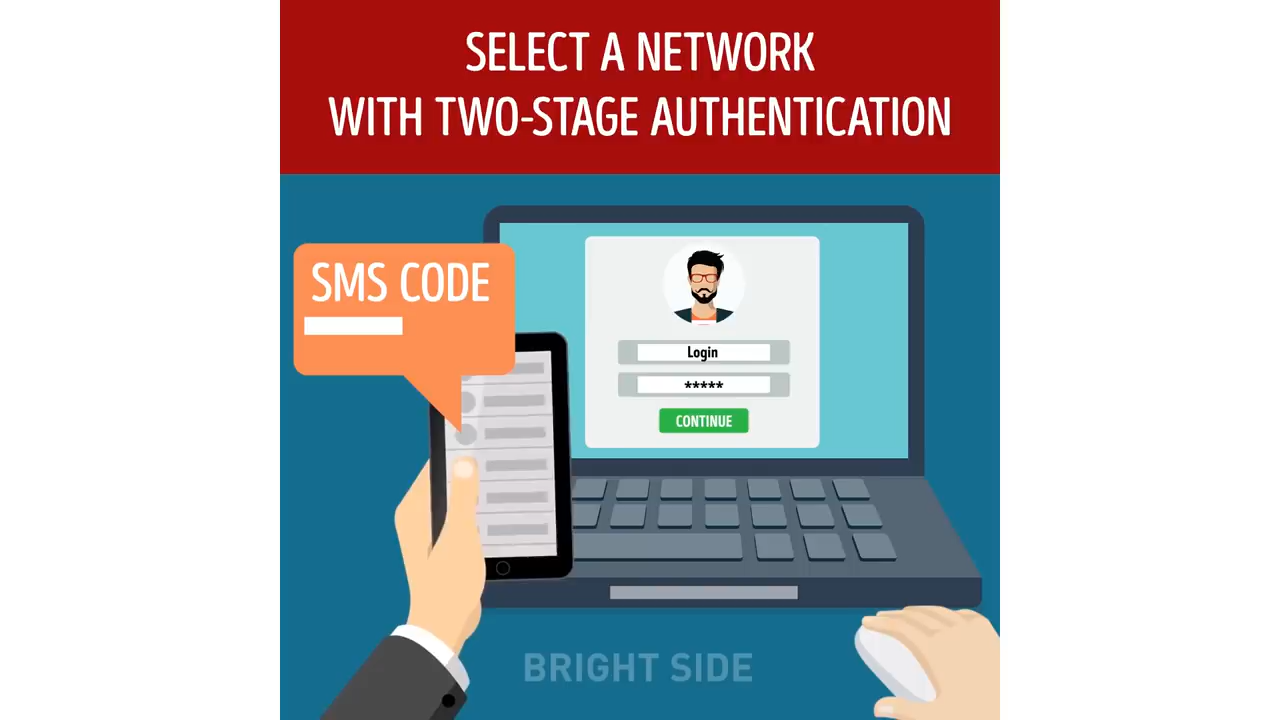 SELECT A NETWORK
WITH TWO-STAGE AUTHENTICATION
SMS CODE
Login
*****
CONTINUE
BRIGHT SIDE